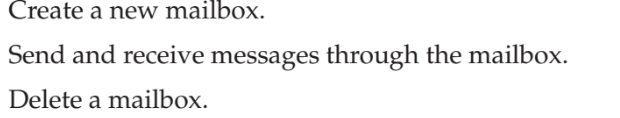 Create a new mailbox.
Send and receive messages through the mailbox.
Delete a mailbox.